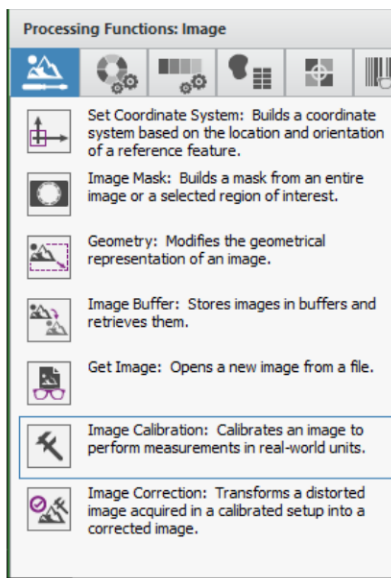 Processing Functions: Image
Set Coordinate System: Builds a coordinate
system based on the location and orientation
of a reference feature.
Image Mask: Builds a mask from an entire
image or a selected region of interest.
Geometry: Modifies the geometrical
representation of an image.
Image Buffer: Stores images in buffers and
retrieves them.
Get Image: Opens a new image from a file.
Image Calibration: Calibrates an image to
perform measurements in real-world units.
Image Correction: Transforms a distorted
image acquired in a calibrated setup into a
corrected image.